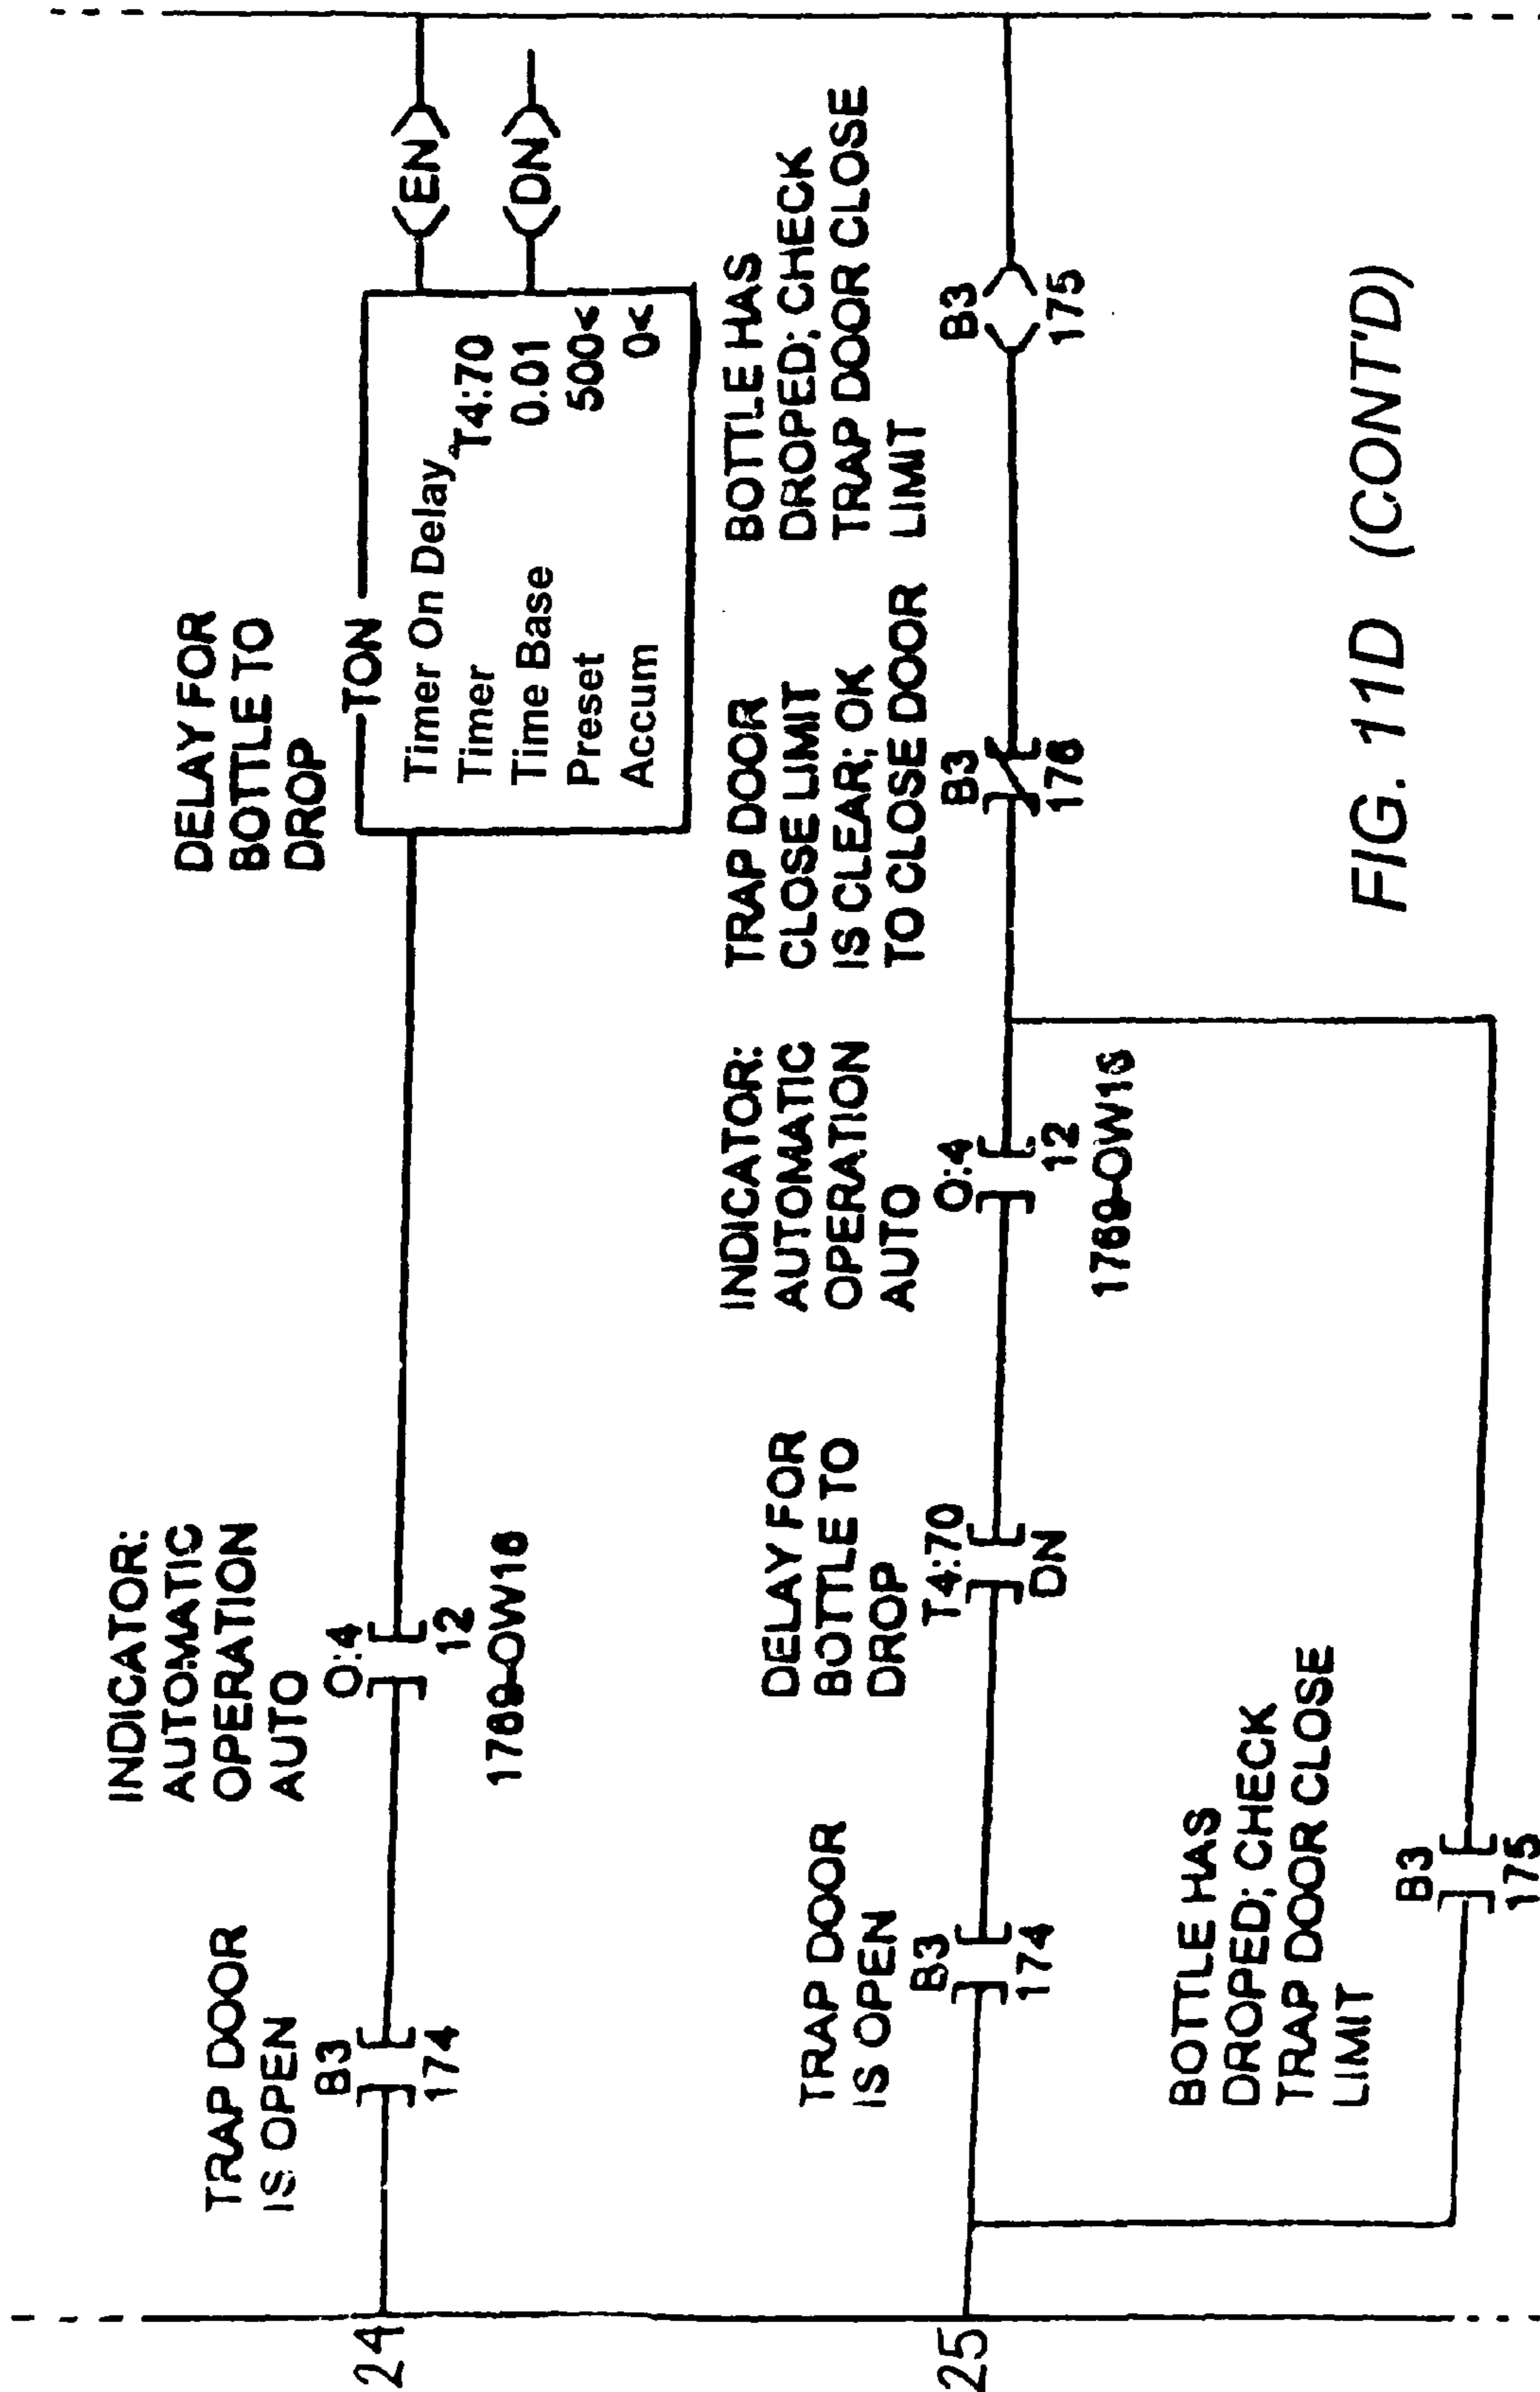 24
TRAP DOOR
IS OPEN
B3
174
INDICATOR:
AUTOMATIC
OPERATION
AUTO
O:4
12
1769-OW16
DELAY FOR
BOTTLE TO
DROP
TON
Timer On Delay
Timer T4:70
Time Base 0.01
Preset 500<
Accum 0<
EN
DN
25
TRAP DOOR
IS OPEN
B3
174
DELAY FOR
BOTTLE TO
DROP
T4:70
DN
INDICATOR:
AUTOMATIC
OPERATION
AUTO
O:4
12
1769-OW16
TRAP DOOR
CLOSE LIMIT
IS CLEAR; OK
TO CLOSE DOOR
B3
176
BOTTLE HAS
DROPED; CHECK
TRAP DOOR CLOSE
LIMIT
B3
175
BOTTLE HAS
DROPED; CHECK
TRAP DOOR CLOSE
LIMIT
B3
175
FIG. 11D (CONT'D)